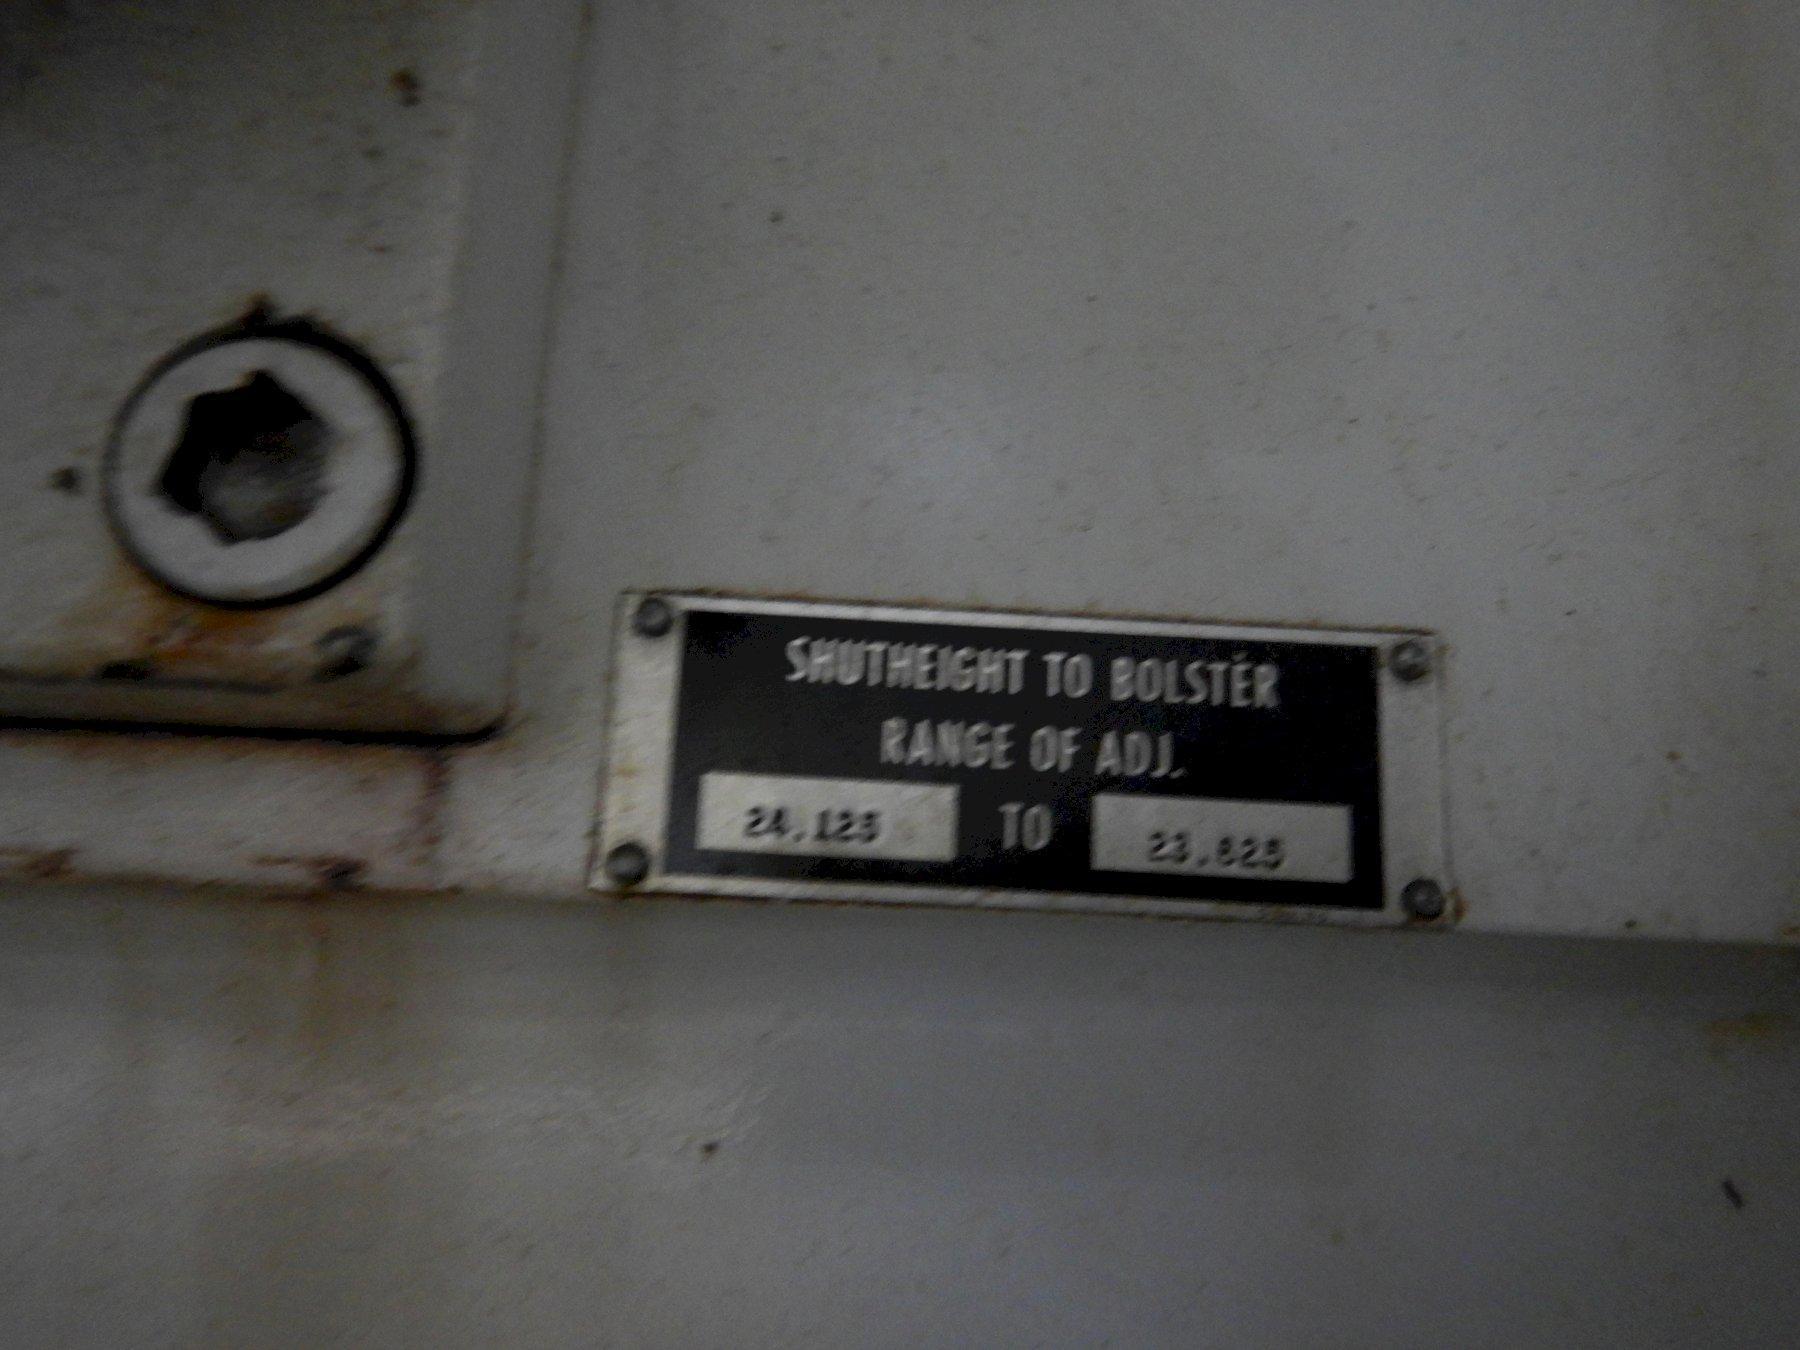 SHUTHEIGHT TO BOLSTER
RANGE OF ADJ.
24.125 TO 23.625